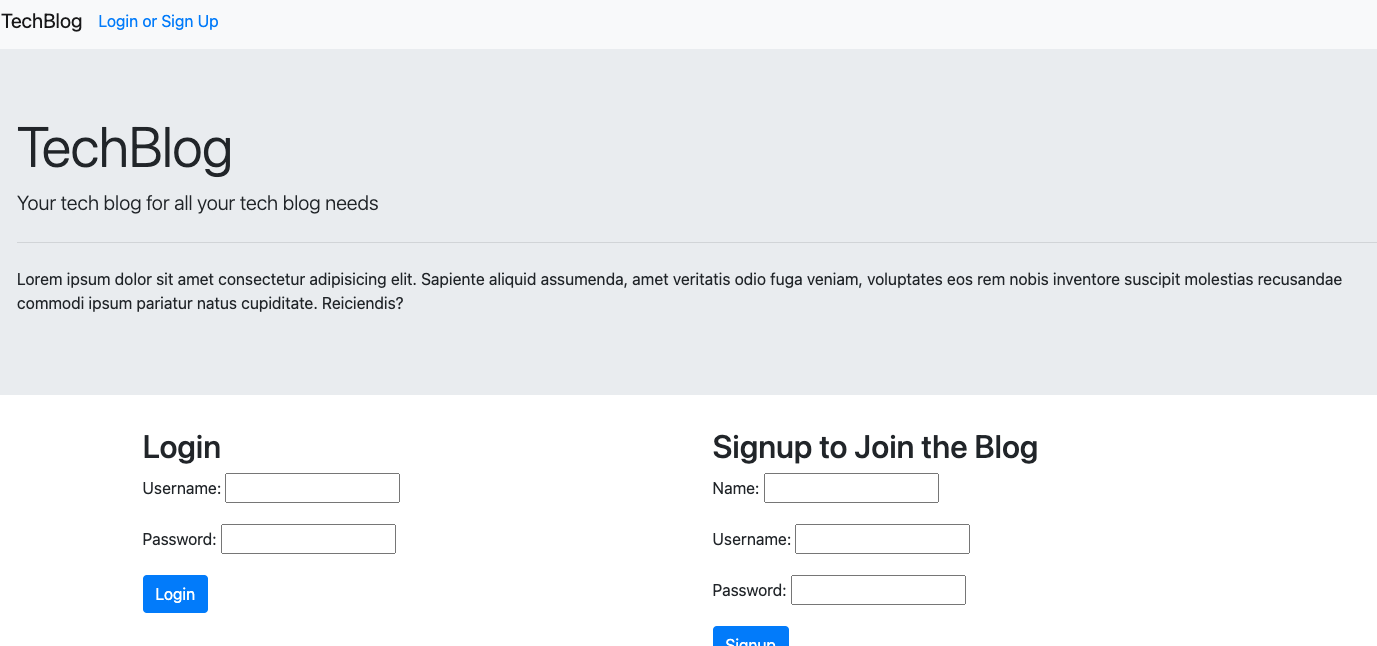 TechBlog Login or Sign Up
TechBlog
Your tech blog for all your tech blog needs
Lorem ipsum dolor sit amet consectetur adipisicing elit. Sapiente aliquid assumenda, amet veritatis odio fuga veniam, voluptates eos rem nobis inventore suscipit molestias recusandae
commodi ipsum pariatur natus cupiditate. Reiciendis?
Login
Username:
Password:
Login
Signup to Join the Blog
Name:
Username:
Password:
Signup